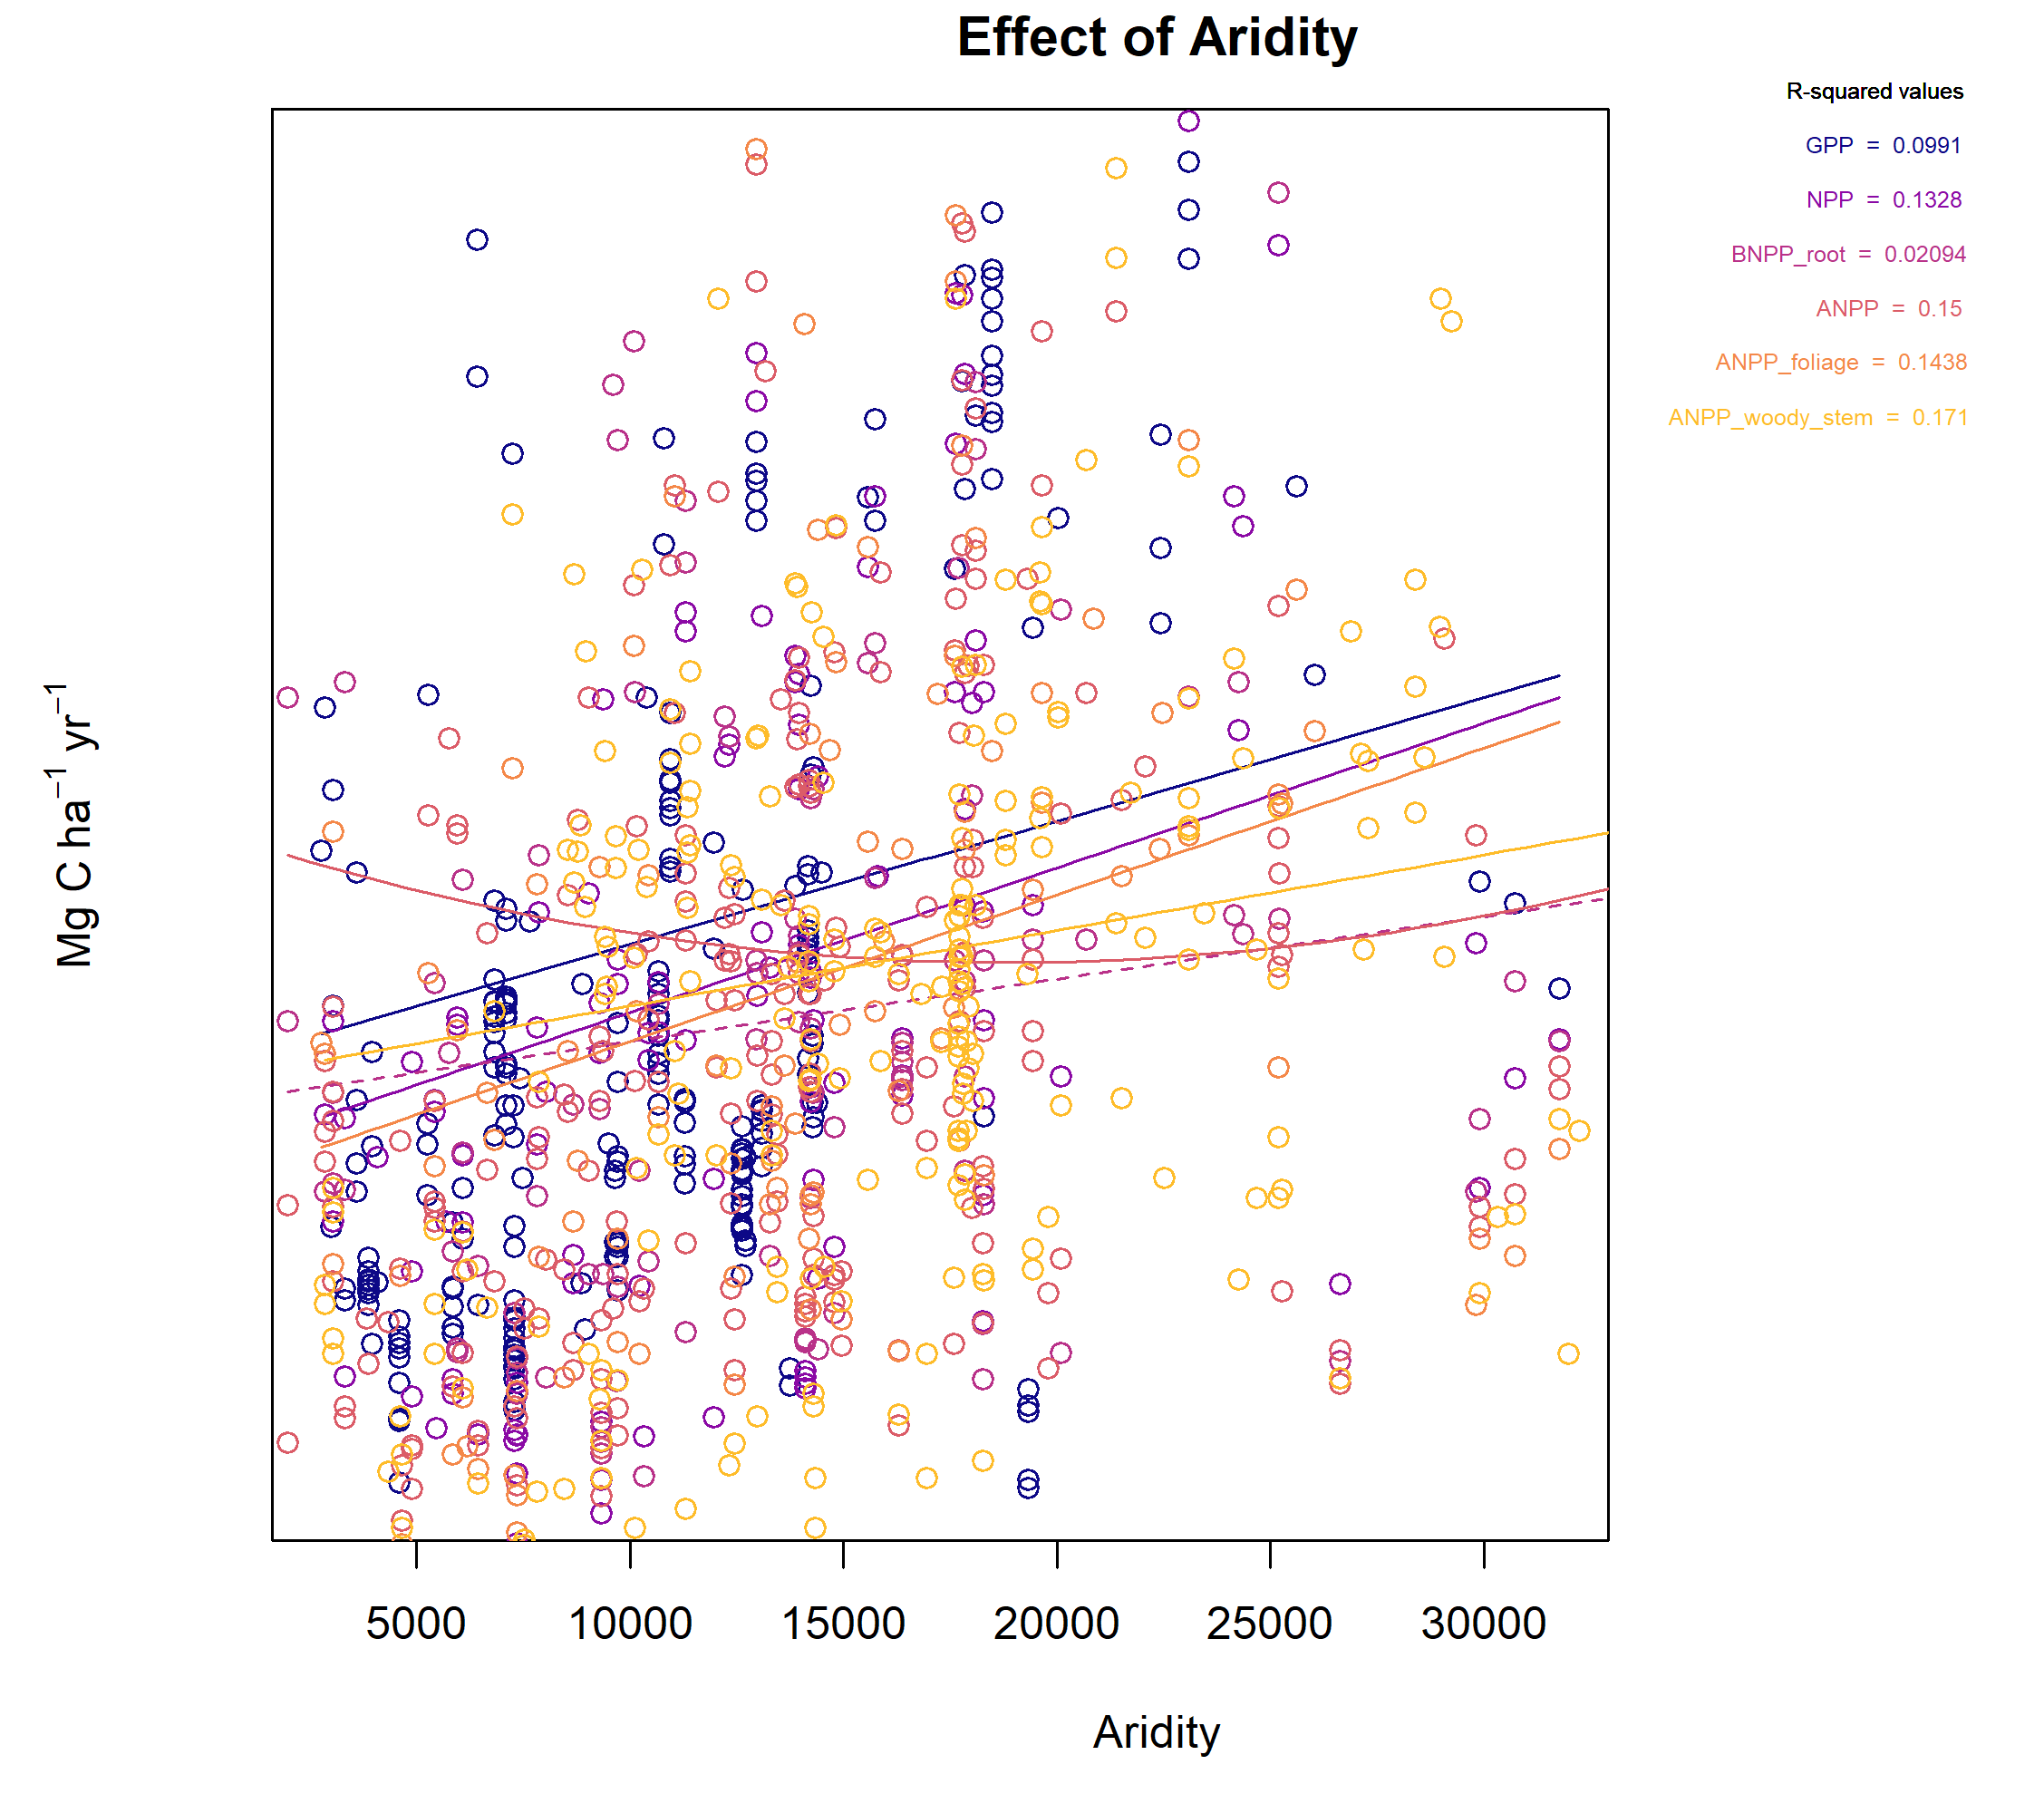 Effect of Aridity
R-squared values
GPP = 0.0991
NPP = 0.1328
BNPP_root = 0.02094
ANPP = 0.15
ANPP_foliage = 0.1438
ANPP_woody_stem = 0.171
Mg C ha⁻¹ yr⁻¹
5000 10000 15000 20000 25000 30000
Aridity